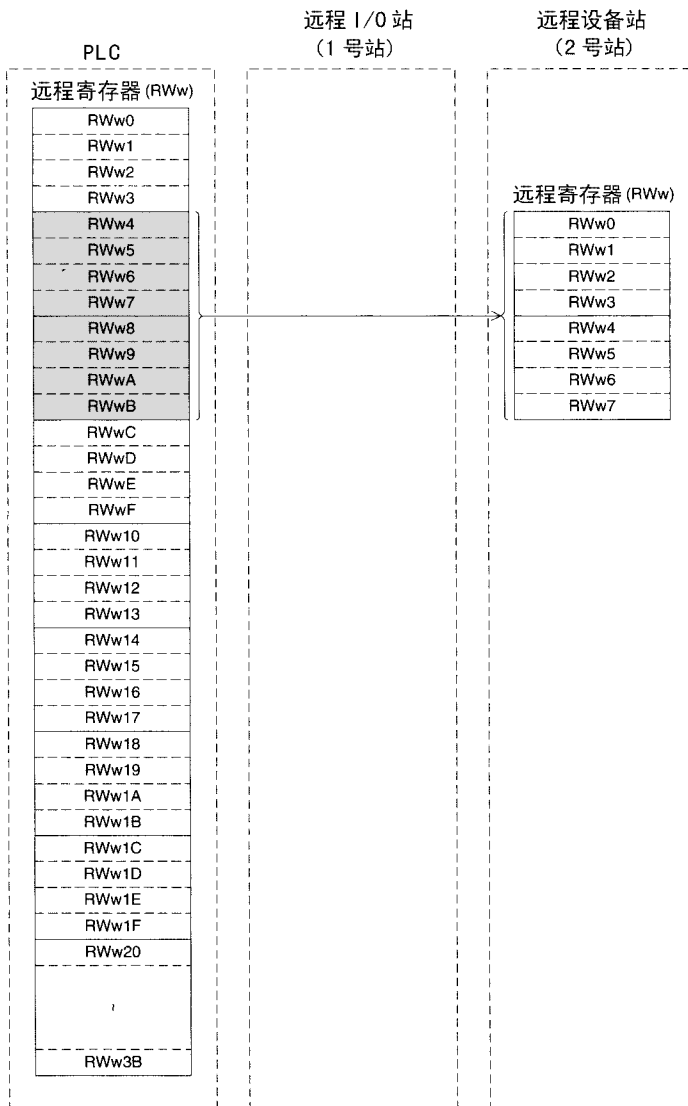 PLC
远程寄存器(RWw)
RWw0
RWw1
RWw2
RWw3
RWw4
RWw5
RWw6
RWw7
RWw8
RWw9
RWwA
RWwB
RWwC
RWwD
RWwE
RWwF
RWw10
RWw11
RWw12
RWw13
RWw14
RWw15
RWw16
RWw17
RWw18
RWw19
RWw1A
RWw1B
RWw1C
RWw1D
RWw1E
RWw1F
RWw20
~
RWw3B
远程 I/O 站
(1 号站)
远程设备站
(2 号站)
远程寄存器(RWw)
RWw0
RWw1
RWw2
RWw3
RWw4
RWw5
RWw6
RWw7